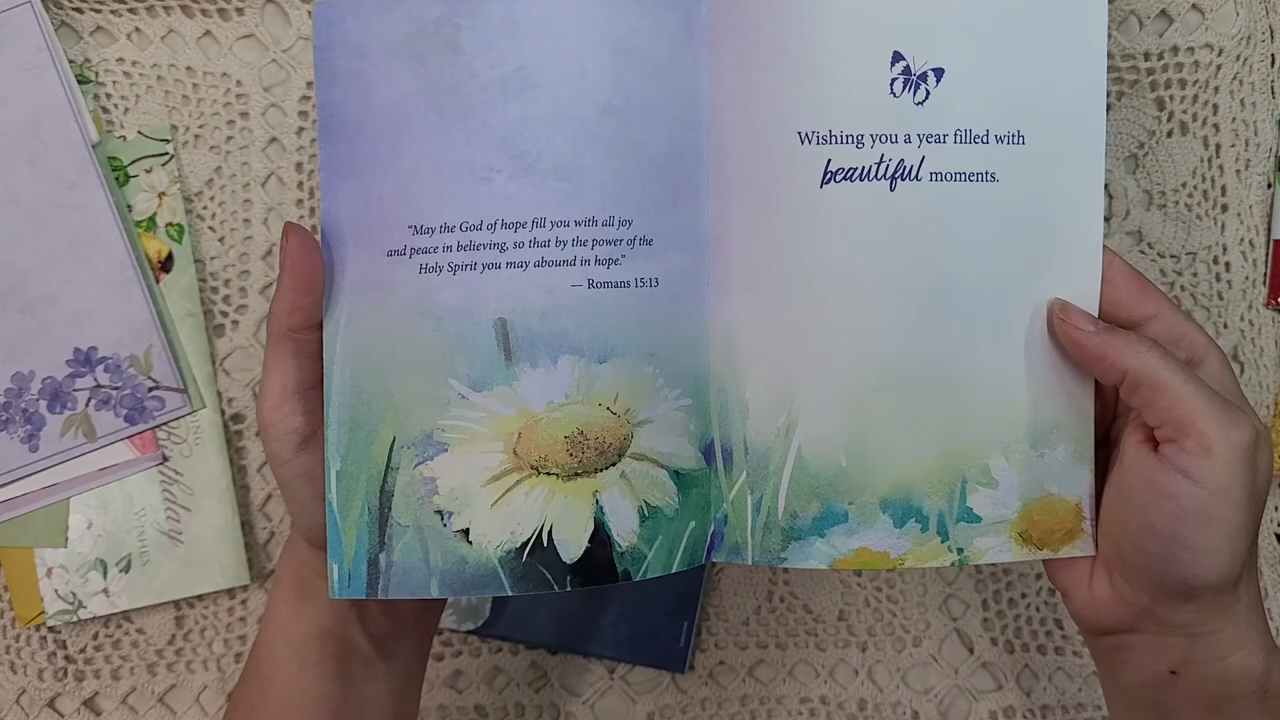 “May the God of hope fill you with all joy
and peace in believing, so that by the power of the
Holy Spirit you may abound in hope.”
— Romans 15:13
Wishing you a year filled with
beautiful moments.
Birthday
WISHES